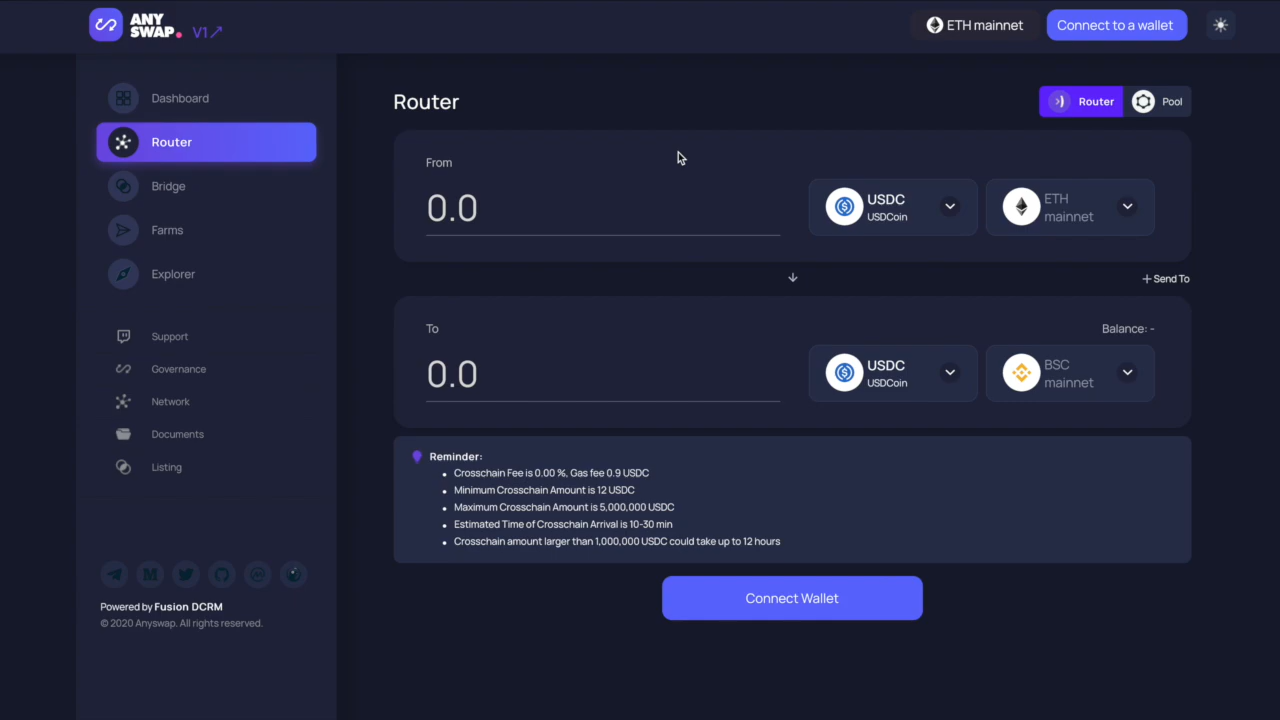 ANY
SWAP.
V1↗
ETH mainnet
Connect to a wallet
Dashboard
Router
Bridge
Farms
Explorer
Support
Governance
Network
Documents
Listing
Powered by Fusion DCRM
© 2020 Anyswap. All rights reserved.
Router
Router
Pool
From
0.0
USDC
USDCoin
ETH
mainnet
+ Send To
To
Balance: -
0.0
USDC
USDCoin
BSC
mainnet
Reminder:
• Crosschain Fee is 0.00 %, Gas fee 0.9 USDC
• Minimum Crosschain Amount is 12 USDC
• Maximum Crosschain Amount is 5,000,000 USDC
• Estimated Time of Crosschain Arrival is 10-30 min
• Crosschain amount larger than 1,000,000 USDC could take up to 12 hours
Connect Wallet